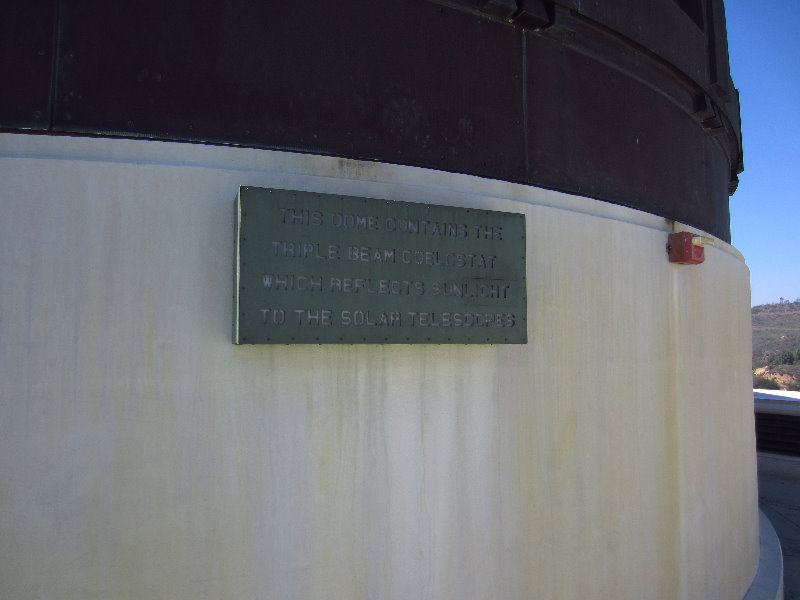 THIS DOME CONTAINS THE
TRIPLE BEAM COELOSTAT
WHICH REFLECTS SUNLIGHT
TO THE SOLAR TELESCOPES